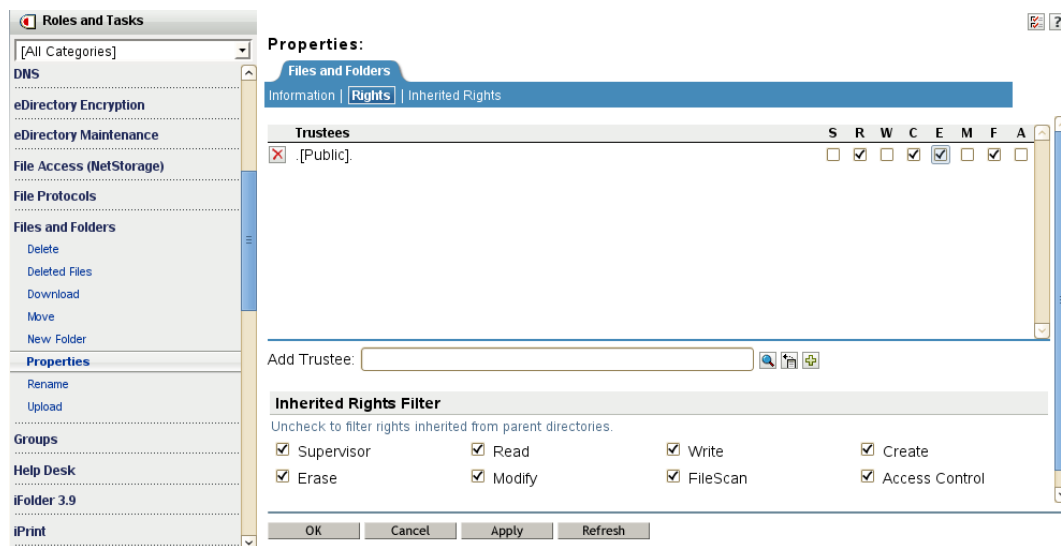 Roles and Tasks
[All Categories]
DNS
eDirectory Encryption
eDirectory Maintenance
File Access (NetStorage)
File Protocols
Files and Folders
Delete
Deleted Files
Download
Move
New Folder
Properties
Rename
Upload
Groups
Help Desk
iFolder 3.9
iPrint
?
Properties:
Files and Folders
Information | Rights | Inherited Rights
Trustees S R W C E M F A
.[Public].
Add Trustee:
Inherited Rights Filter
Uncheck to filter rights inherited from parent directories.
Supervisor Read Write Create
Erase Modify FileScan Access Control
OK Cancel Apply Refresh